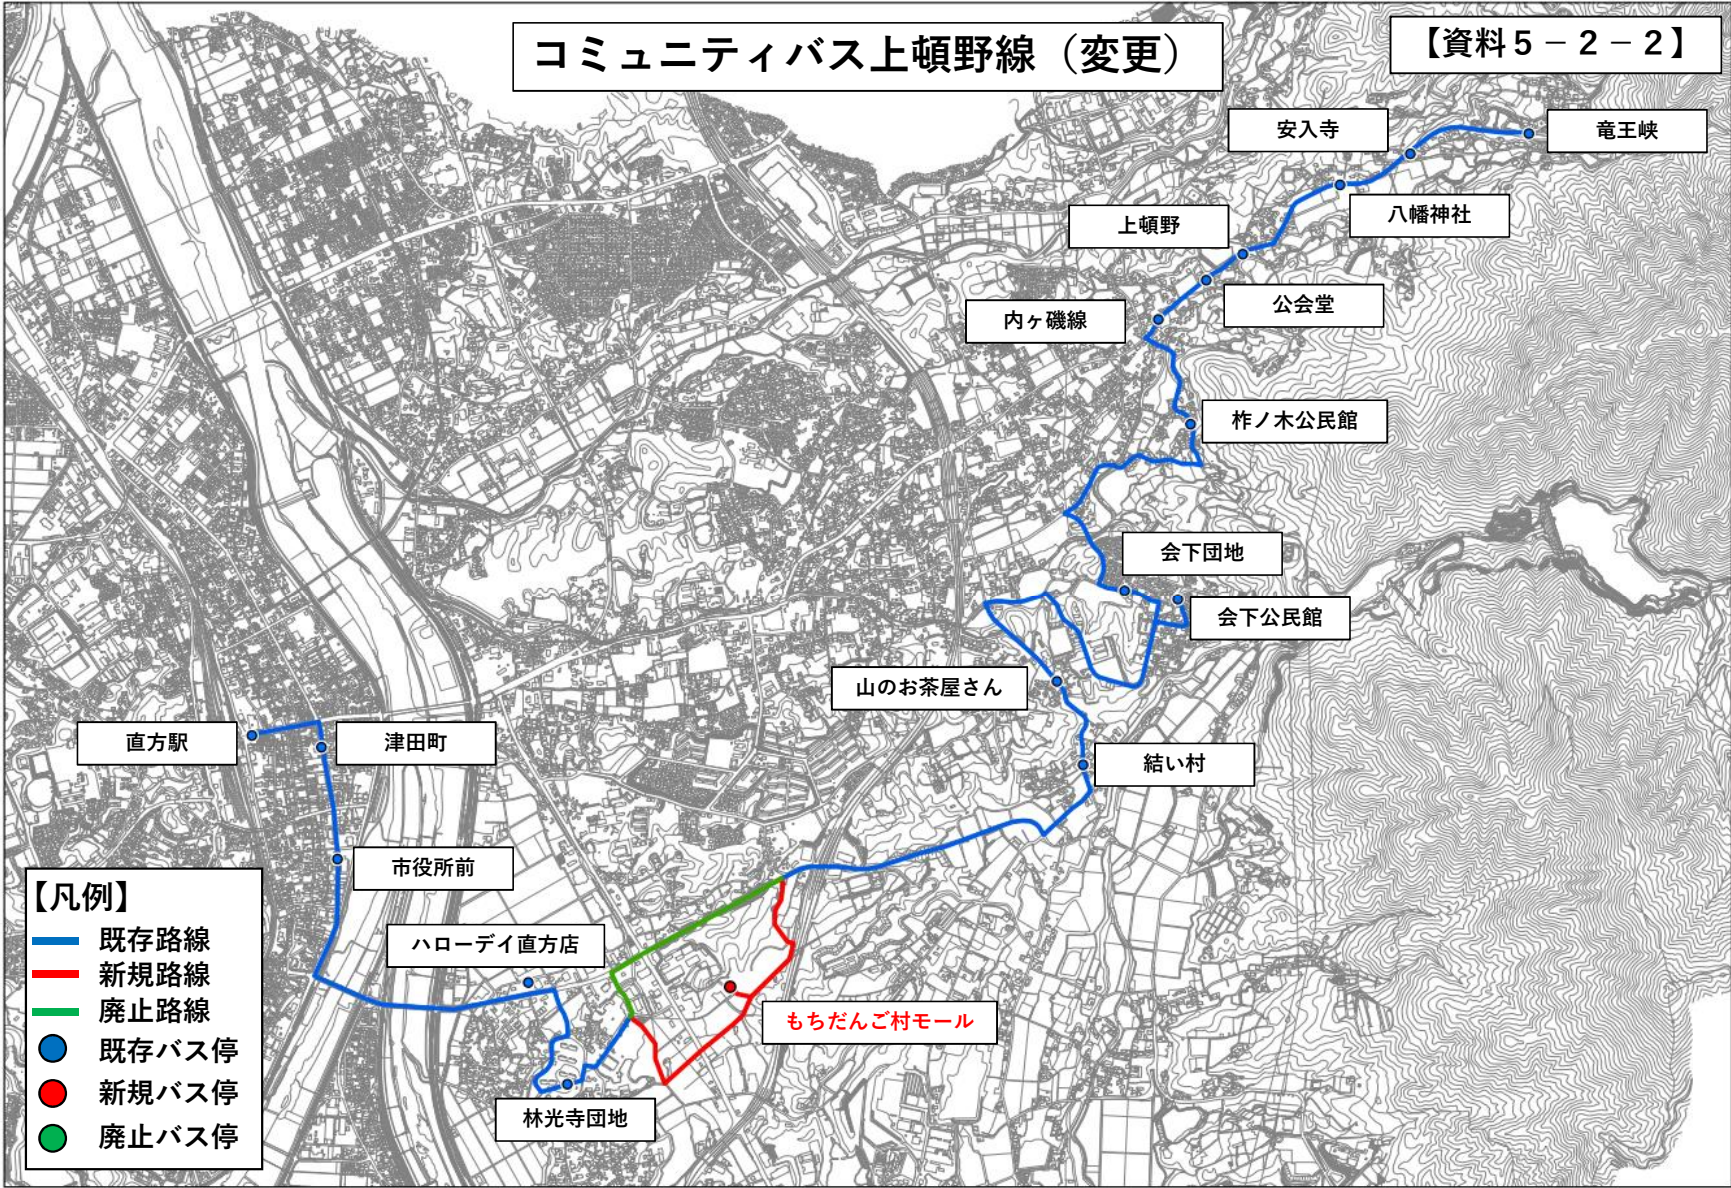 コミュニティバス上頓野線（変更）
【資料５－２－２】
安入寺
竜王峡
八幡神社
上頓野
公会堂
内ヶ磯線
柞ノ木公民館
会下団地
会下公民館
山のお茶屋さん
直方駅
津田町
結い村
市役所前
ハローデイ直方店
もちだんご村モール
林光寺団地
【凡例】
既存路線
新規路線
廃止路線
既存バス停
新規バス停
廃止バス停